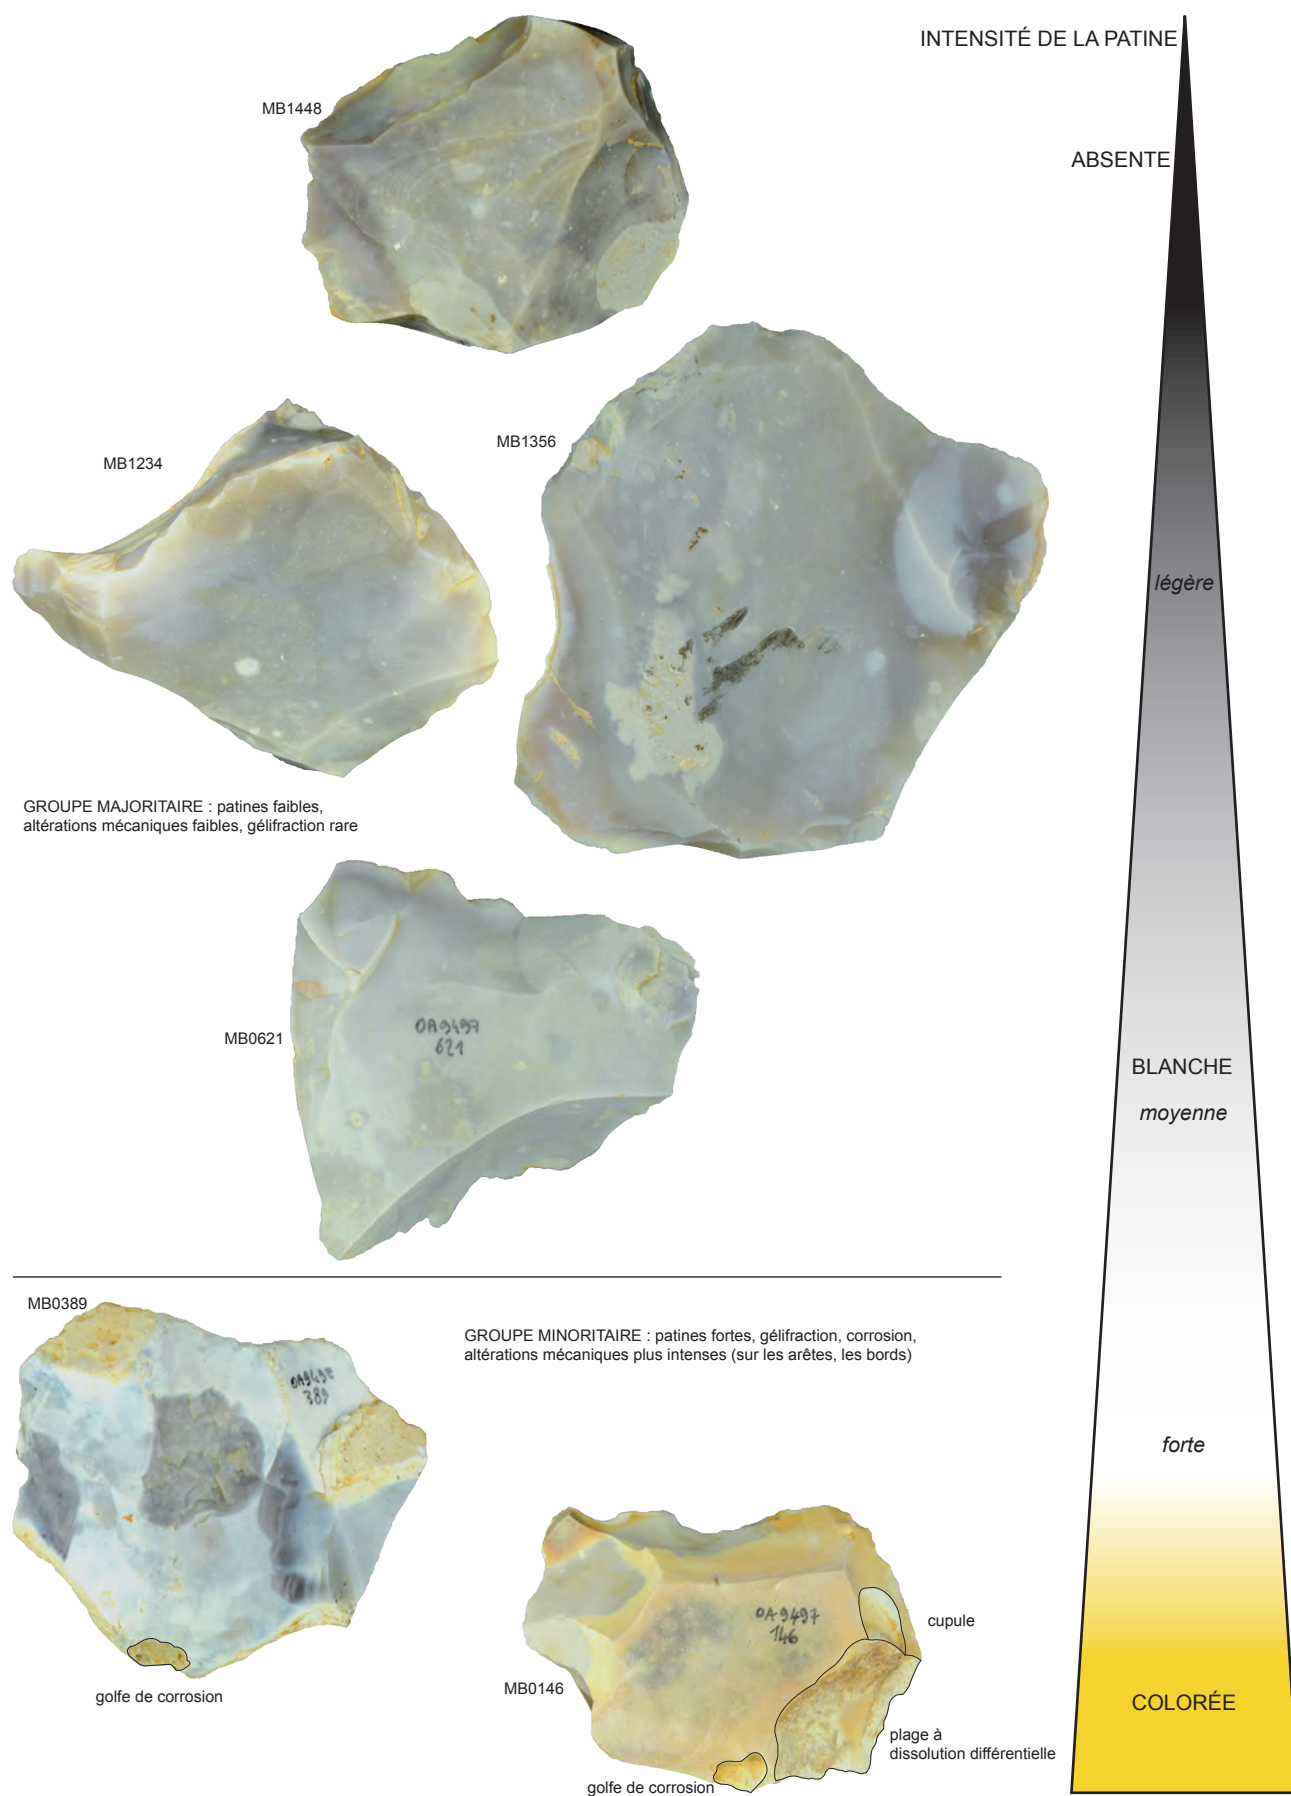 INTENSITÉ DE LA PATINE
MB1448
ABSENTE
MB1234
MB1356
légère
GROUPE MAJORITAIRE : patines faibles,
altérations mécaniques faibles, gélifraction rare
OA9497
621
MB0621
BLANCHE
moyenne
MB0389
GROUPE MINORITAIRE : patines fortes, gélifraction, corrosion,
altérations mécaniques plus intenses (sur les arêtes, les bords)
389
forte
OA9497
146
cupule
MB0146
golfe de corrosion
COLORÉE
plage à
dissolution différentielle
golfe de corrosion